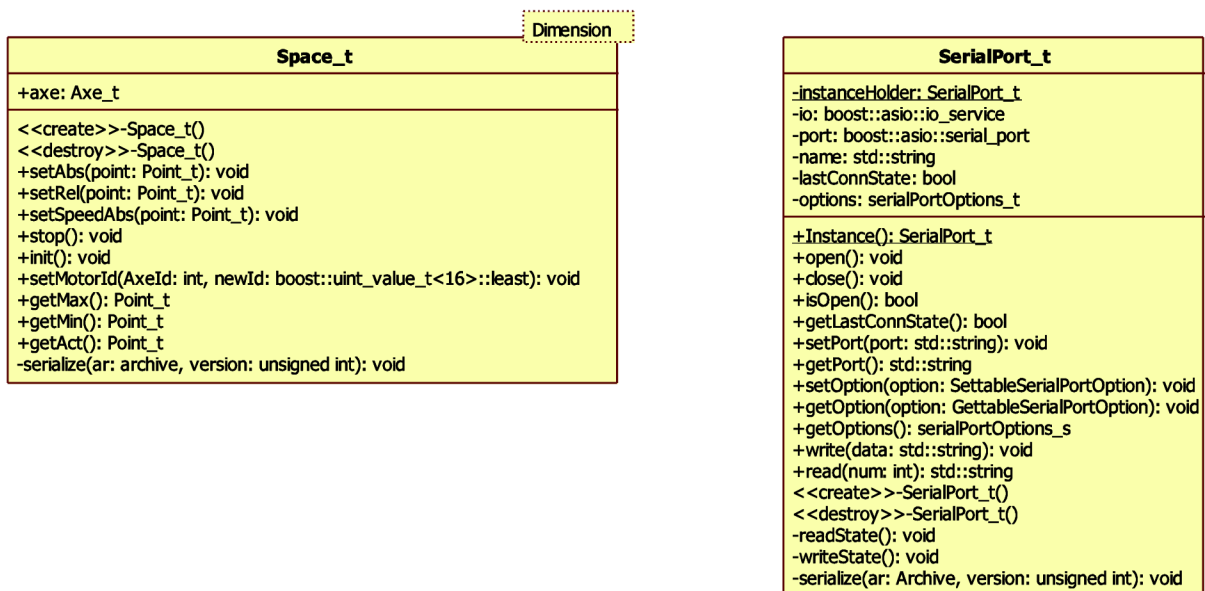 Dimension
Space_t
+axe: Axe_t
<<create>>-Space_t()
<<destroy>>-Space_t()
+setAbs(point: Point_t): void
+setRel(point: Point_t): void
+setSpeedAbs(point: Point_t): void
+stop(): void
+init(): void
+setMotorId(AxeId: int, newId: boost::uint_value_t<16>::least): void
+getMax(): Point_t
+getMin(): Point_t
+getAct(): Point_t
-serialize(ar: archive, version: unsigned int): void
SerialPort_t
-instanceHolder: SerialPort_t
-io: boost::asio::io_service
-port: boost::asio::serial_port
-name: std::string
-lastConnState: bool
-options: serialPortOptions_t
+Instance(): SerialPort_t
+open(): void
+close(): void
+isOpen(): bool
+getLastConnState(): bool
+setPort(port: std::string): void
+getPort(): std::string
+setOption(option: SettableSerialPortOption): void
+getOption(option: GettableSerialPortOption): void
+getOptions(): serialPortOptions_s
+write(data: std::string): void
+read(num: int): std::string
<<create>>-SerialPort_t()
<<destroy>>-SerialPort_t()
-readState(): void
-writeState(): void
-serialize(ar: Archive, version: unsigned int): void